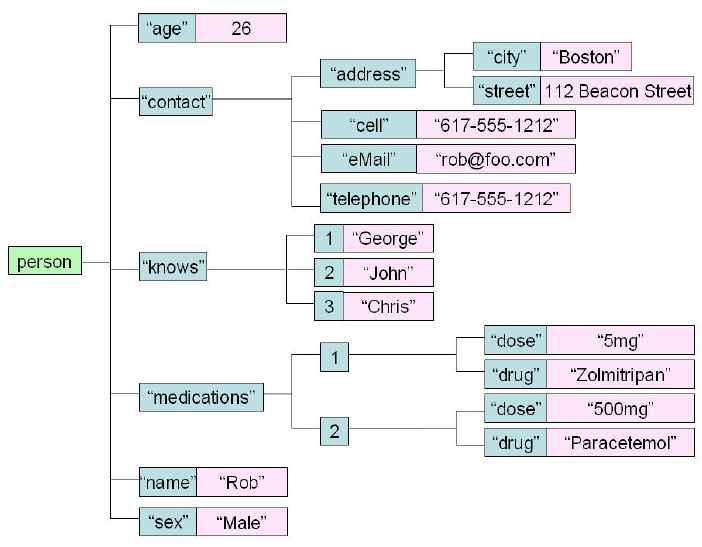 "age" 26
"city" "Boston"
"address"
"street" 112 Beacon Street
"contact"
"cell" "617-555-1212"
"eMail" "rob@foo.com"
"telephone" "617-555-1212"
1 "George"
person
"knows"
2 "John"
3 "Chris"
"dose" "5mg"
1
"drug" "Zolmitripan"
"medications"
"dose" "500mg"
2
"drug" "Paracetemol"
"name" "Rob"
"sex" "Male"